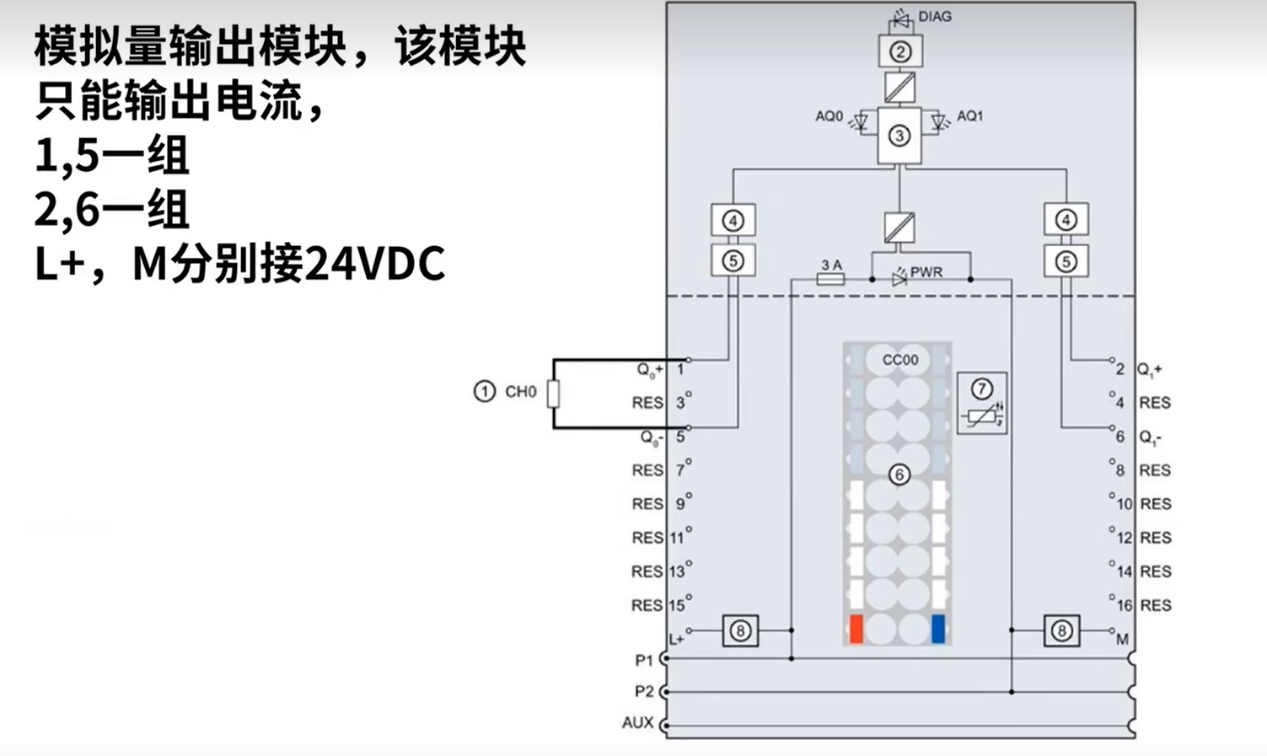 模拟量输出模块，该模块
只能输出电流，
1,5一组
2,6一组
L+，M分别接24VDC
DIAG
②
AQ0
AQ1
③
④
④
⑤
⑤
3 A
PWR
CC00
① CH0
Q₀+ 1
2 Q₁+
⑦
RES 3
4 RES
Q₀- 5
6 Q₁-
RES 7
8 RES
⑥
RES 9
10 RES
RES 11
12 RES
RES 13
14 RES
RES 15
16 RES
L+
⑧
⑧
M
P1
P2
AUX